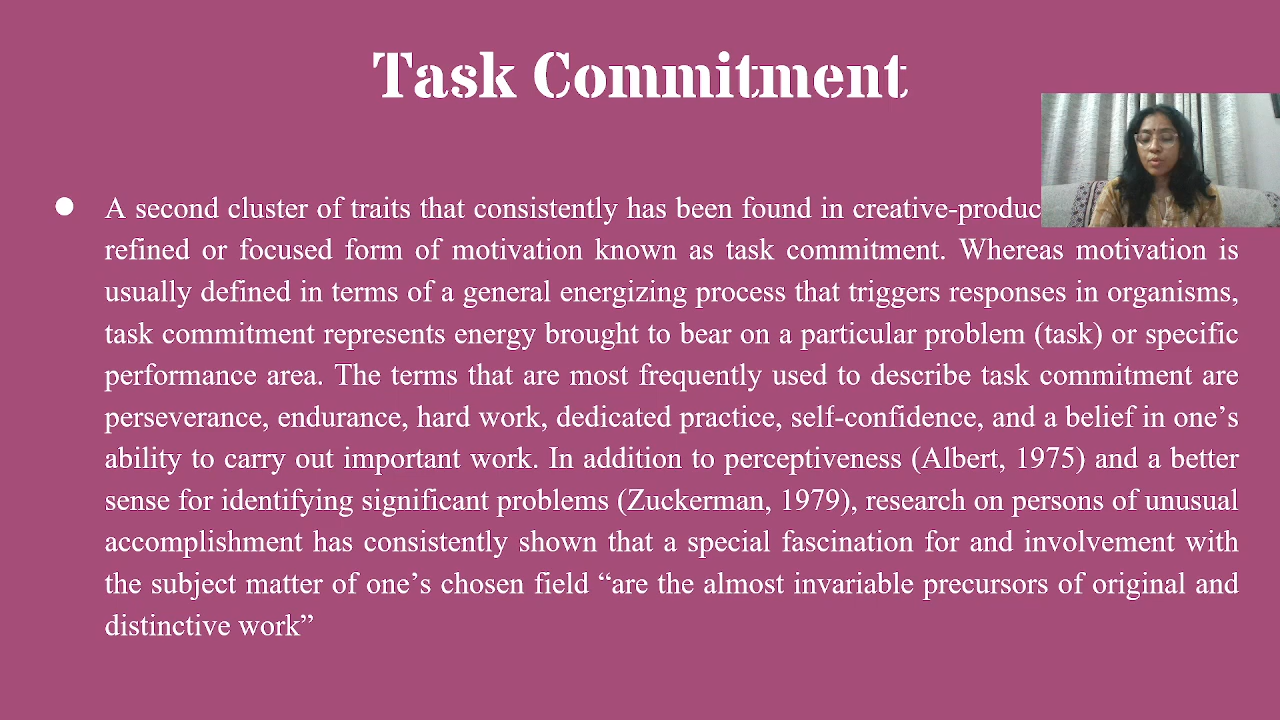 Task Commitment
● A second cluster of traits that consistently has been found in creative-produc
refined or focused form of motivation known as task commitment. Whereas motivation is
usually defined in terms of a general energizing process that triggers responses in organisms,
task commitment represents energy brought to bear on a particular problem (task) or specific
performance area. The terms that are most frequently used to describe task commitment are
perseverance, endurance, hard work, dedicated practice, self-confidence, and a belief in one’s
ability to carry out important work. In addition to perceptiveness (Albert, 1975) and a better
sense for identifying significant problems (Zuckerman, 1979), research on persons of unusual
accomplishment has consistently shown that a special fascination for and involvement with
the subject matter of one’s chosen field “are the almost invariable precursors of original and
distinctive work”